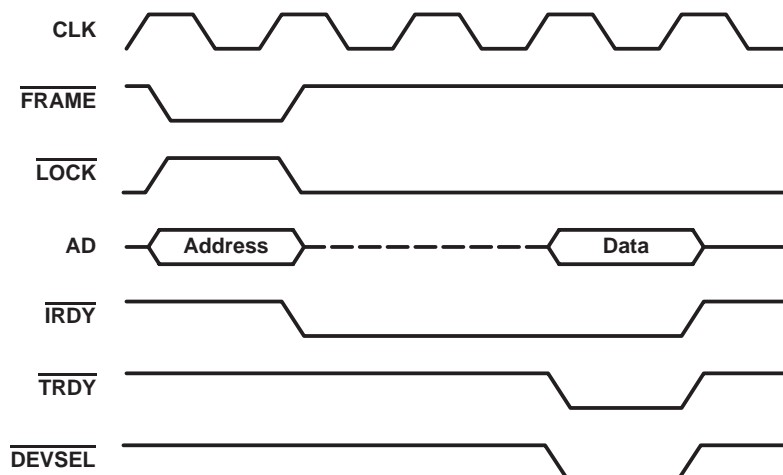 CLK
FRAME
LOCK
AD Address Data
IRDY
TRDY
DEVSEL